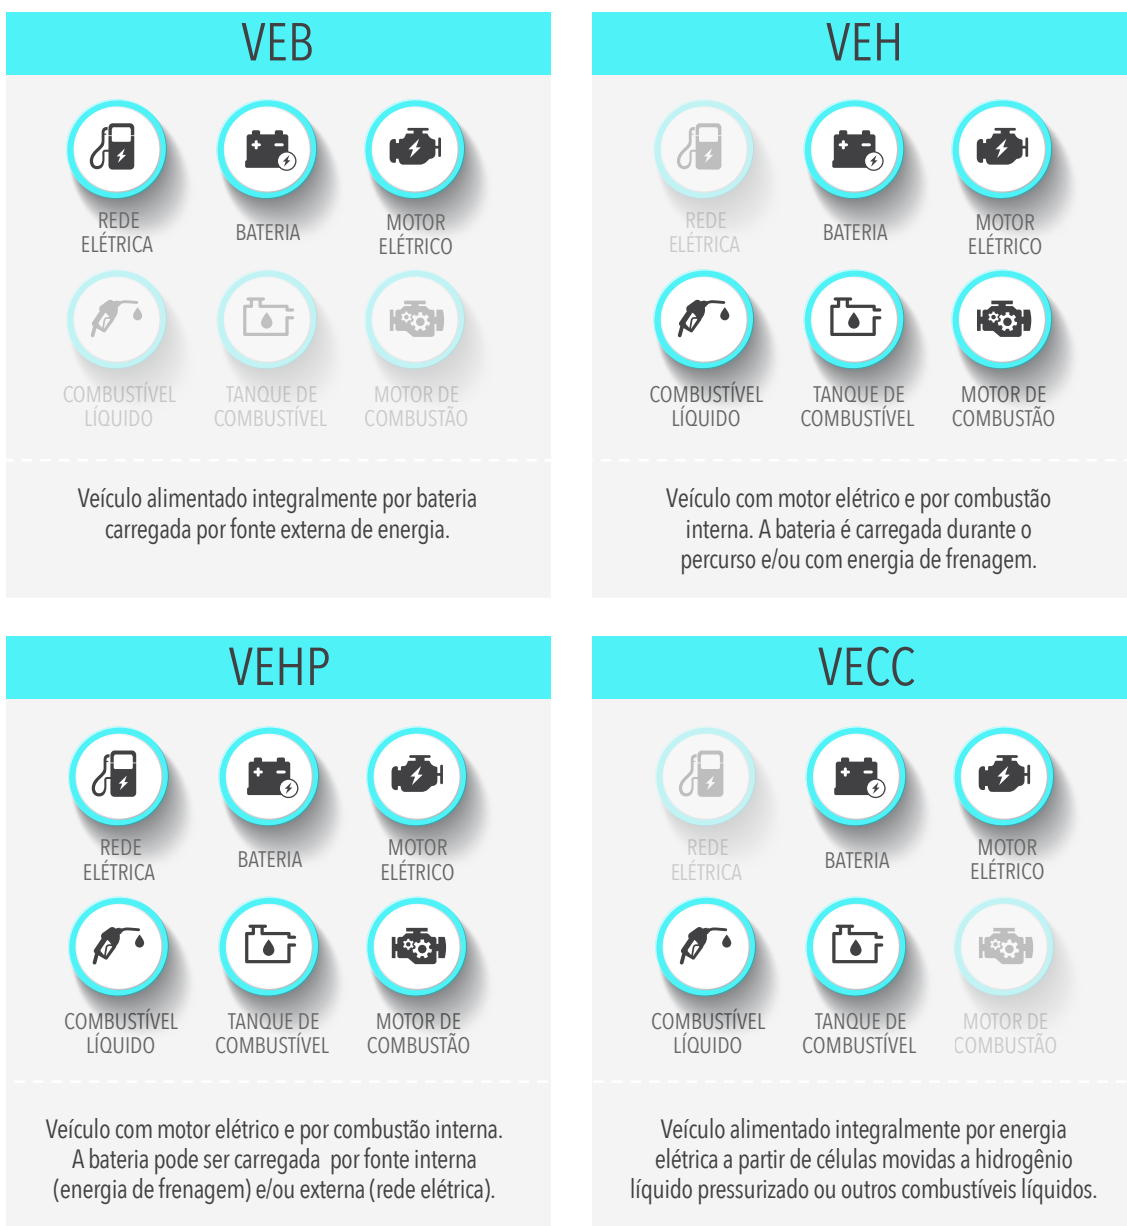 VEB
REDE
ELÉTRICA
BATERIA
MOTOR
ELÉTRICO
COMBUSTÍVEL
LÍQUIDO
TANQUE DE
COMBUSTÍVEL
MOTOR DE
COMBUSTÃO
Veículo alimentado integralmente por bateria
carregada por fonte externa de energia.
VEH
REDE
ELÉTRICA
BATERIA
MOTOR
ELÉTRICO
COMBUSTÍVEL
LÍQUIDO
TANQUE DE
COMBUSTÍVEL
MOTOR DE
COMBUSTÃO
Veículo com motor elétrico e por combustão
interna. A bateria é carregada durante o
percurso e/ou com energia de frenagem.
VEHP
REDE
ELÉTRICA
BATERIA
MOTOR
ELÉTRICO
COMBUSTÍVEL
LÍQUIDO
TANQUE DE
COMBUSTÍVEL
MOTOR DE
COMBUSTÃO
Veículo com motor elétrico e por combustão interna.
A bateria pode ser carregada por fonte interna
(energia de frenagem) e/ou externa (rede elétrica).
VECC
REDE
ELÉTRICA
BATERIA
MOTOR
ELÉTRICO
COMBUSTÍVEL
LÍQUIDO
TANQUE DE
COMBUSTÍVEL
MOTOR DE
COMBUSTÃO
Veículo alimentado integralmente por energia
elétrica a partir de células movidas a hidrogênio
líquido pressurizado ou outros combustíveis líquidos.